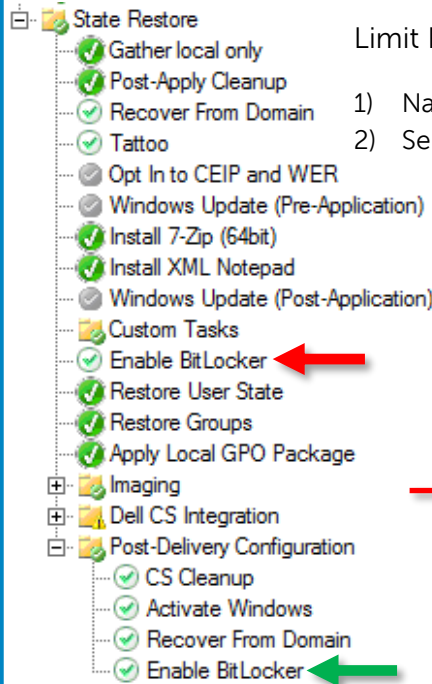 State Restore
Gather local only
Post-Apply Cleanup
Recover From Domain
Tattoo
Opt In to CEIP and WER
Windows Update (Pre-Application)
Install 7-Zip (64bit)
Install XML Notepad
Windows Update (Post-Application)
Custom Tasks
Enable BitLocker
Restore User State
Restore Groups
Apply Local GPO Package
Imaging
Dell CS Integration
Post-Delivery Configuration
CS Cleanup
Activate Windows
Recover From Domain
Enable BitLocker
Limit
1) Na
2) Se